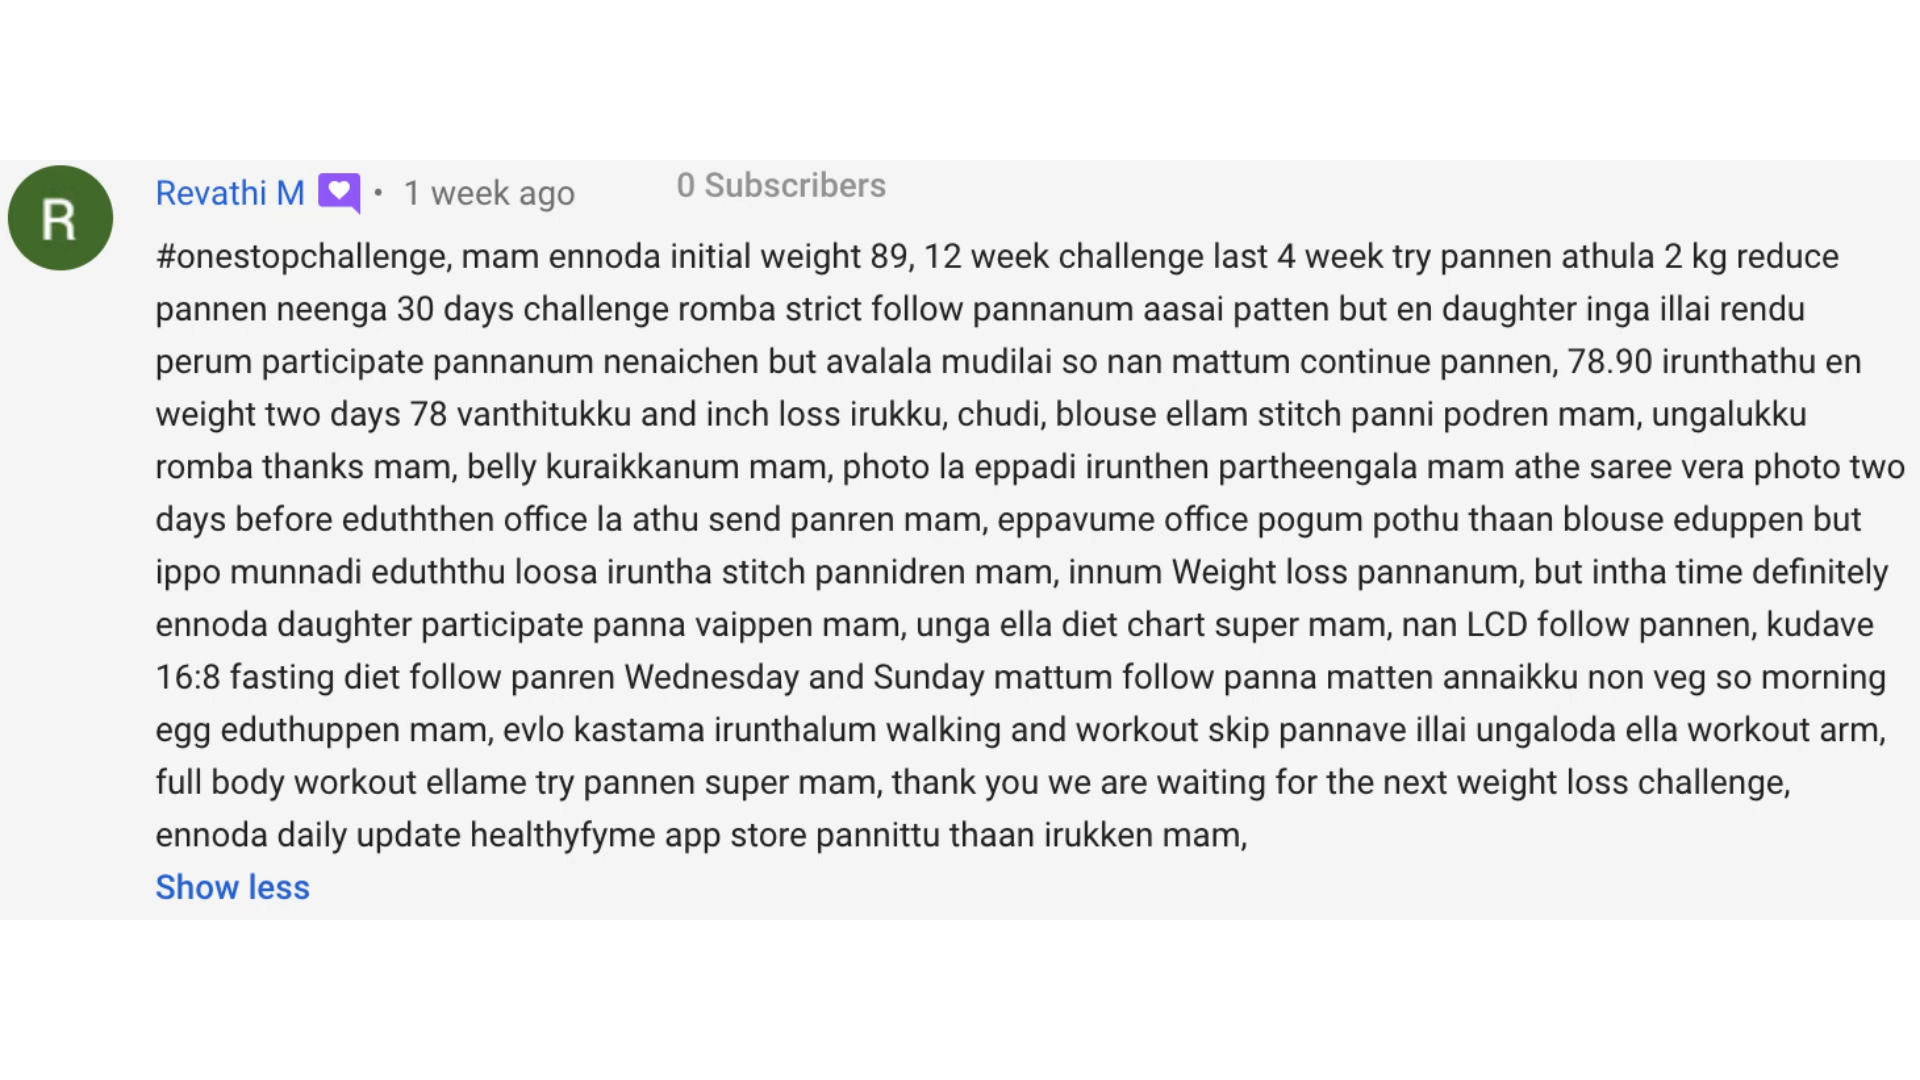 R
Revathi M • 1 week ago 0 Subscribers
#onestopchallenge, mam ennoda initial weight 89, 12 week challenge last 4 week try pannen athula 2 kg reduce
pannen neenga 30 days challenge romba strict follow pannanum aasai patten but en daughter inga illai rendu
perum participate pannanum nenaichen but avalala mudilai so nan mattum continue pannen, 78.90 irunthathu en
weight two days 78 vanthitukku and inch loss irukku, chudi, blouse ellam stitch panni podren mam, ungalukku
romba thanks mam, belly kuraikkanum mam, photo la eppadi irunthen partheengala mam athe saree vera photo two
days before eduththen office la athu send panren mam, eppavume office pogum pothu thaan blouse eduppen but
ippo munnadi eduththu loosa iruntha stitch pannidren mam, innum Weight loss pannanum, but intha time definitely
ennoda daughter participate panna vaippen mam, unga ella diet chart super mam, nan LCD follow pannen, kudave
16:8 fasting diet follow panren Wednesday and Sunday mattum follow panna matten annaikku non veg so morning
egg eduthuppen mam, evlo kastama irunthalum walking and workout skip pannave illai ungaloda ella workout arm,
full body workout ellame try pannen super mam, thank you we are waiting for the next weight loss challenge,
ennoda daily update healthyfyme app store pannittu thaan irukken mam,
Show less